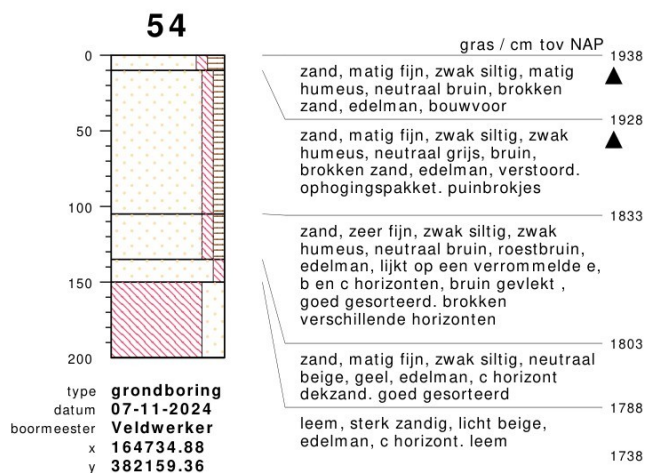 54
gras / cm tov NAP
0
1938
zand, matig fijn, zwak siltig, matig
humeus, neutraal bruin, brokken
zand, edelman, bouwvoor
1928
zand, matig fijn, zwak siltig, zwak
humeus, neutraal grijs, bruin,
brokken zand, edelman, verstoord.
ophogingspakket. puinbrokjes
50
100
1833
zand, zeer fijn, zwak siltig, zwak
humeus, neutraal bruin, roestbruin,
edelman, lijkt op een verrommelde e,
b en c horizonten, bruin gevlekt ,
goed gesorteerd. brokken
verschillende horizonten
150
1803
zand, matig fijn, zwak siltig, neutraal
beige, geel, edelman, c horizont
dekzand. goed gesorteerd
200
1788
leem, sterk zandig, licht beige,
edelman, c horizont. leem
1738
type grondboring
datum 07-11-2024
boormeester Veldwerker
x 164734.88
y 382159.36